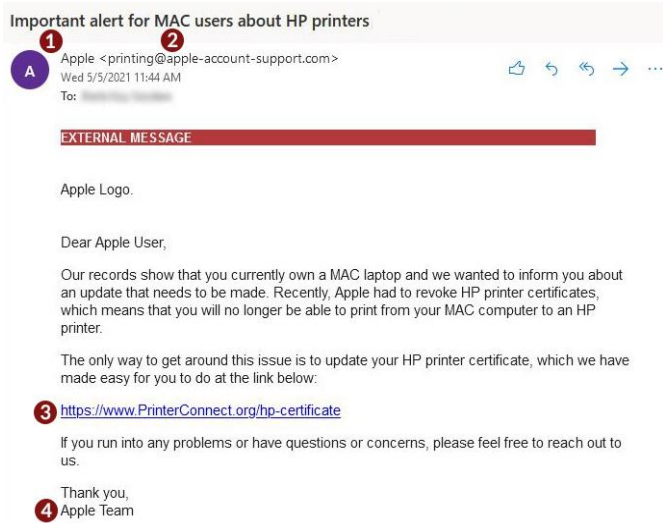 Important alert for MAC users about HP printers
1 2
Apple <printing@apple-account-support.com>
A
Wed 5/5/2021 11:44 AM
To:
EXTERNAL MESSAGE
Apple Logo.
Dear Apple User,
Our records show that you currently own a MAC laptop and we wanted to inform you about
an update that needs to be made. Recently, Apple had to revoke HP printer certificates,
which means that you will no longer be able to print from your MAC computer to an HP
printer.
The only way to get around this issue is to update your HP printer certificate, which we have
made easy for you to do at the link below:
3 https://www.PrinterConnect.org/hp-certificate
If you run into any problems or have questions or concerns, please feel free to reach out to
us.
Thank you,
4 Apple Team